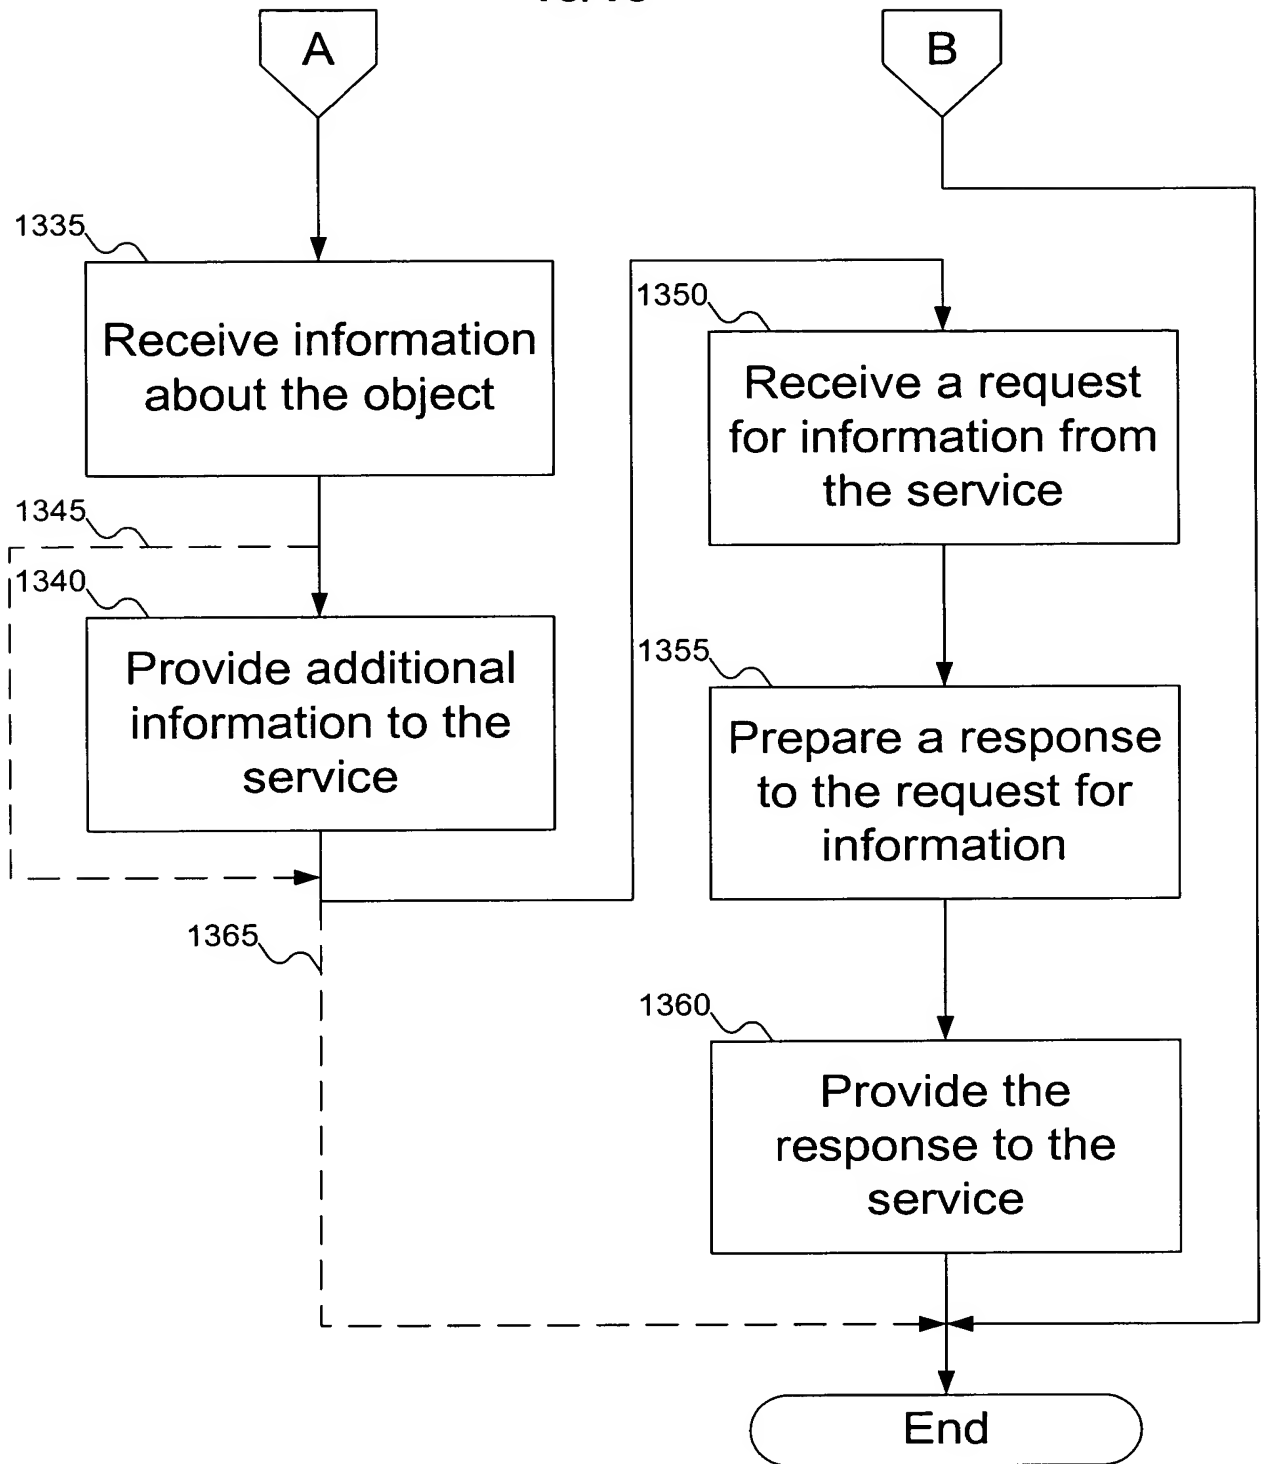 A
B
1335
Receive information
about the object
1345
1340
Provide additional
information to the
service
1365
1350
Receive a request
for information from
the service
1355
Prepare a response
to the request for
information
1360
Provide the
response to the
service
End